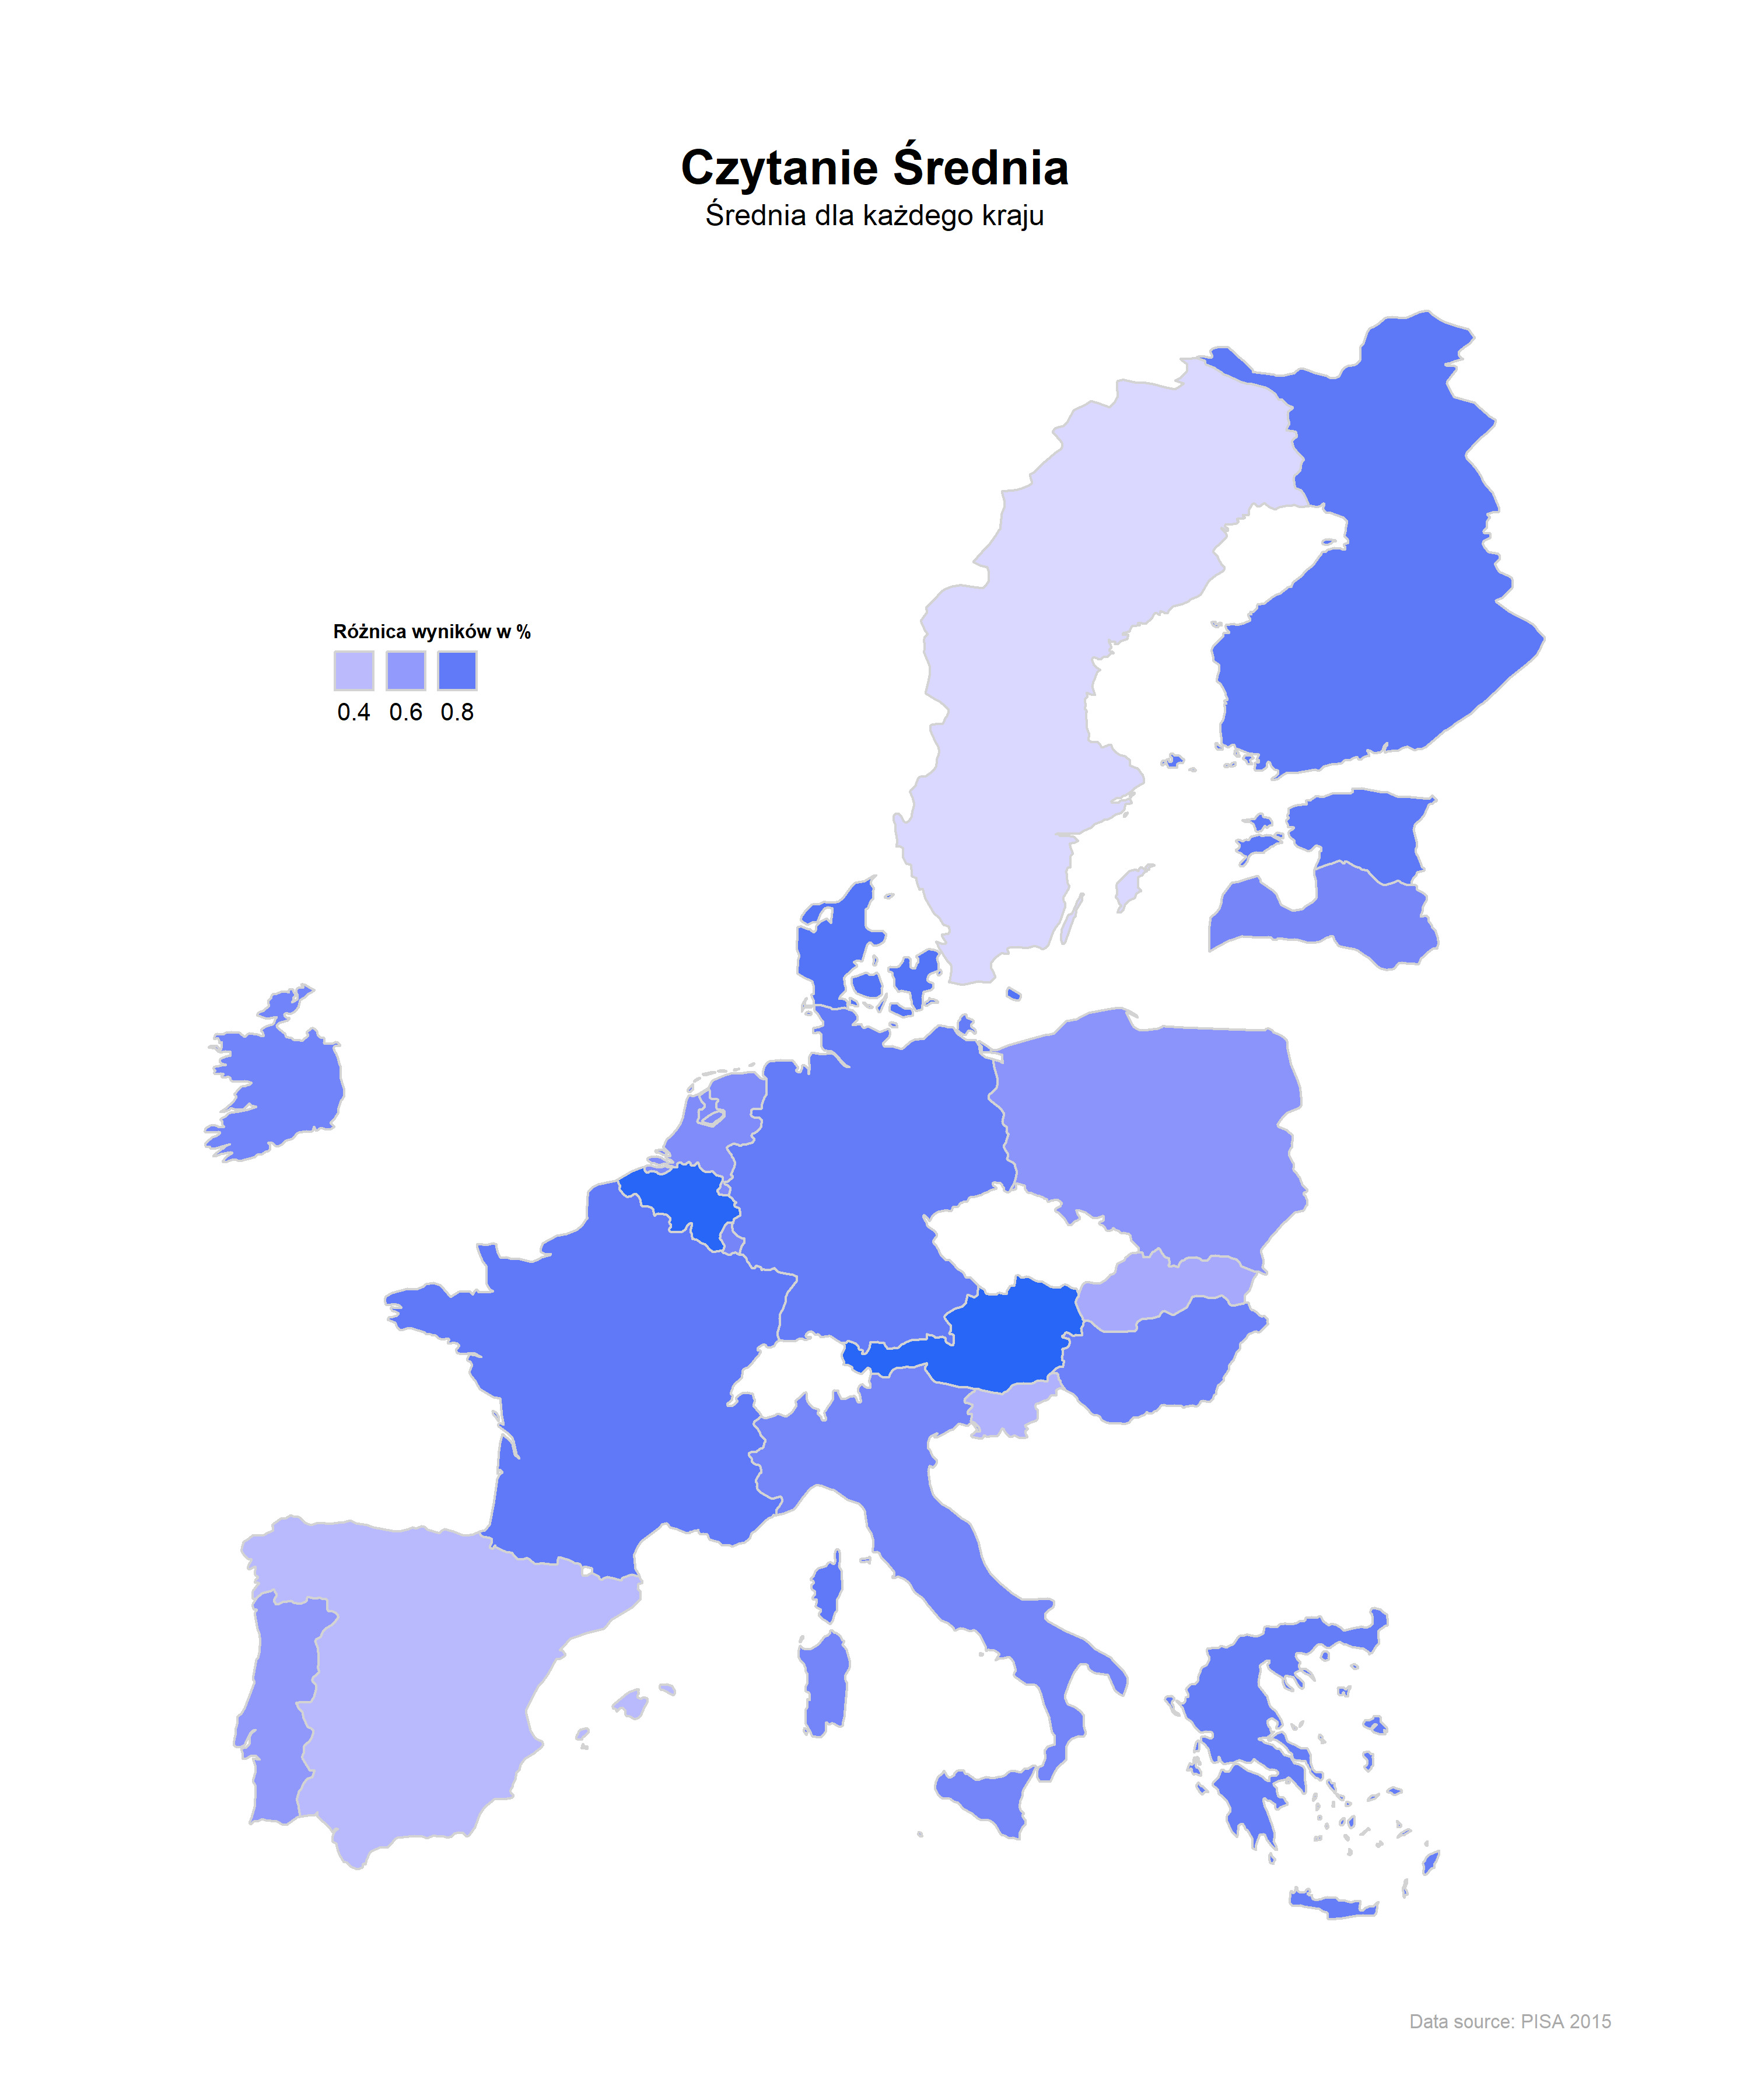 Czytanie Średnia
Średnia dla każdego kraju
Różnica wyników w %
0.4 0.6 0.8
Data source: PISA 2015